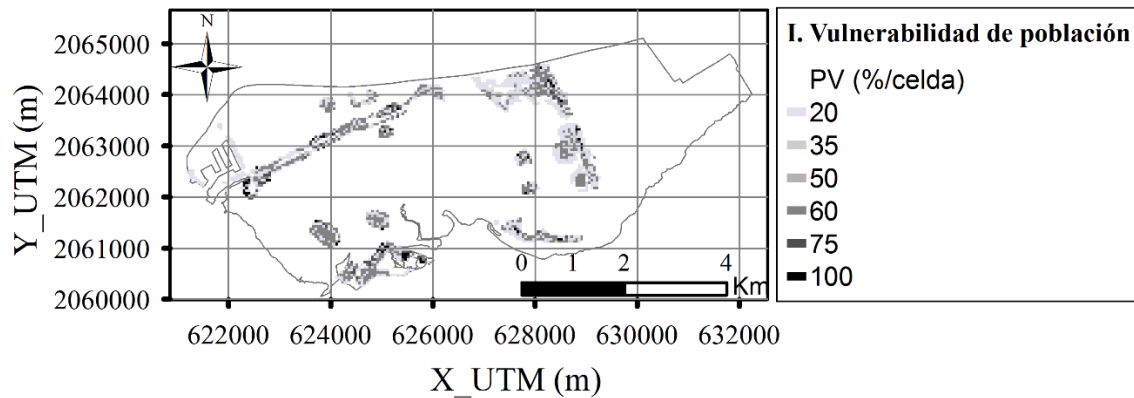 N
2065000
2064000
2063000
2062000
2061000
2060000
Y_UTM (m)
622000 624000 626000 628000 630000 632000
X_UTM (m)
0 1 2 4
Km
I. Vulnerabilidad de población
PV (%/celda)
20
35
50
60
75
100